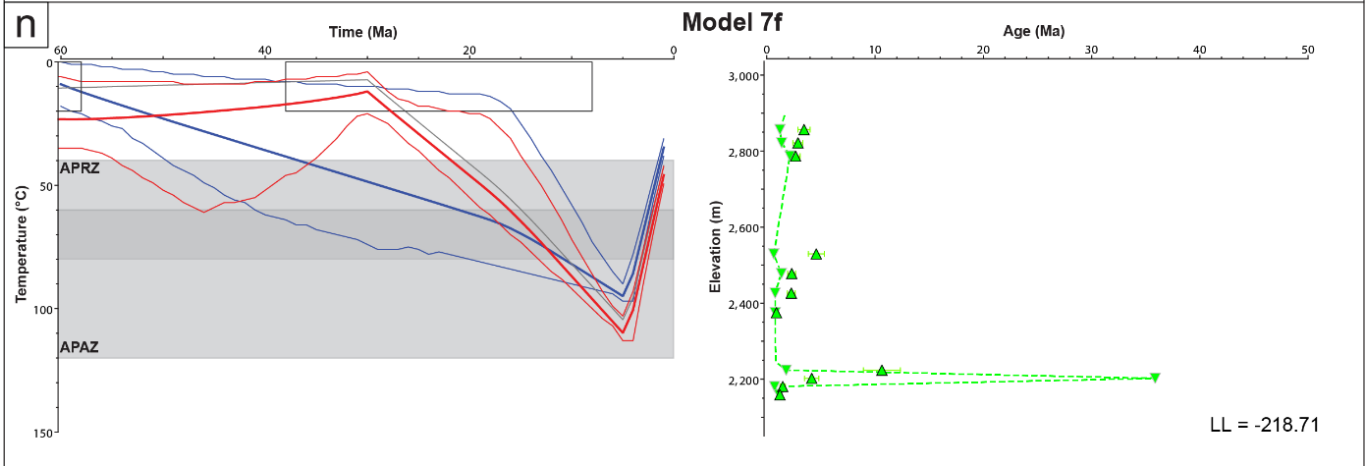 n
Model 7f
Time (Ma)
60
40
20
0
Temperature (°C)
0
50
100
150
APRZ
APAZ
Age (Ma)
0
10
20
30
40
50
Elevation (m)
3,000
2,800
2,600
2,400
2,200
LL = -218.71